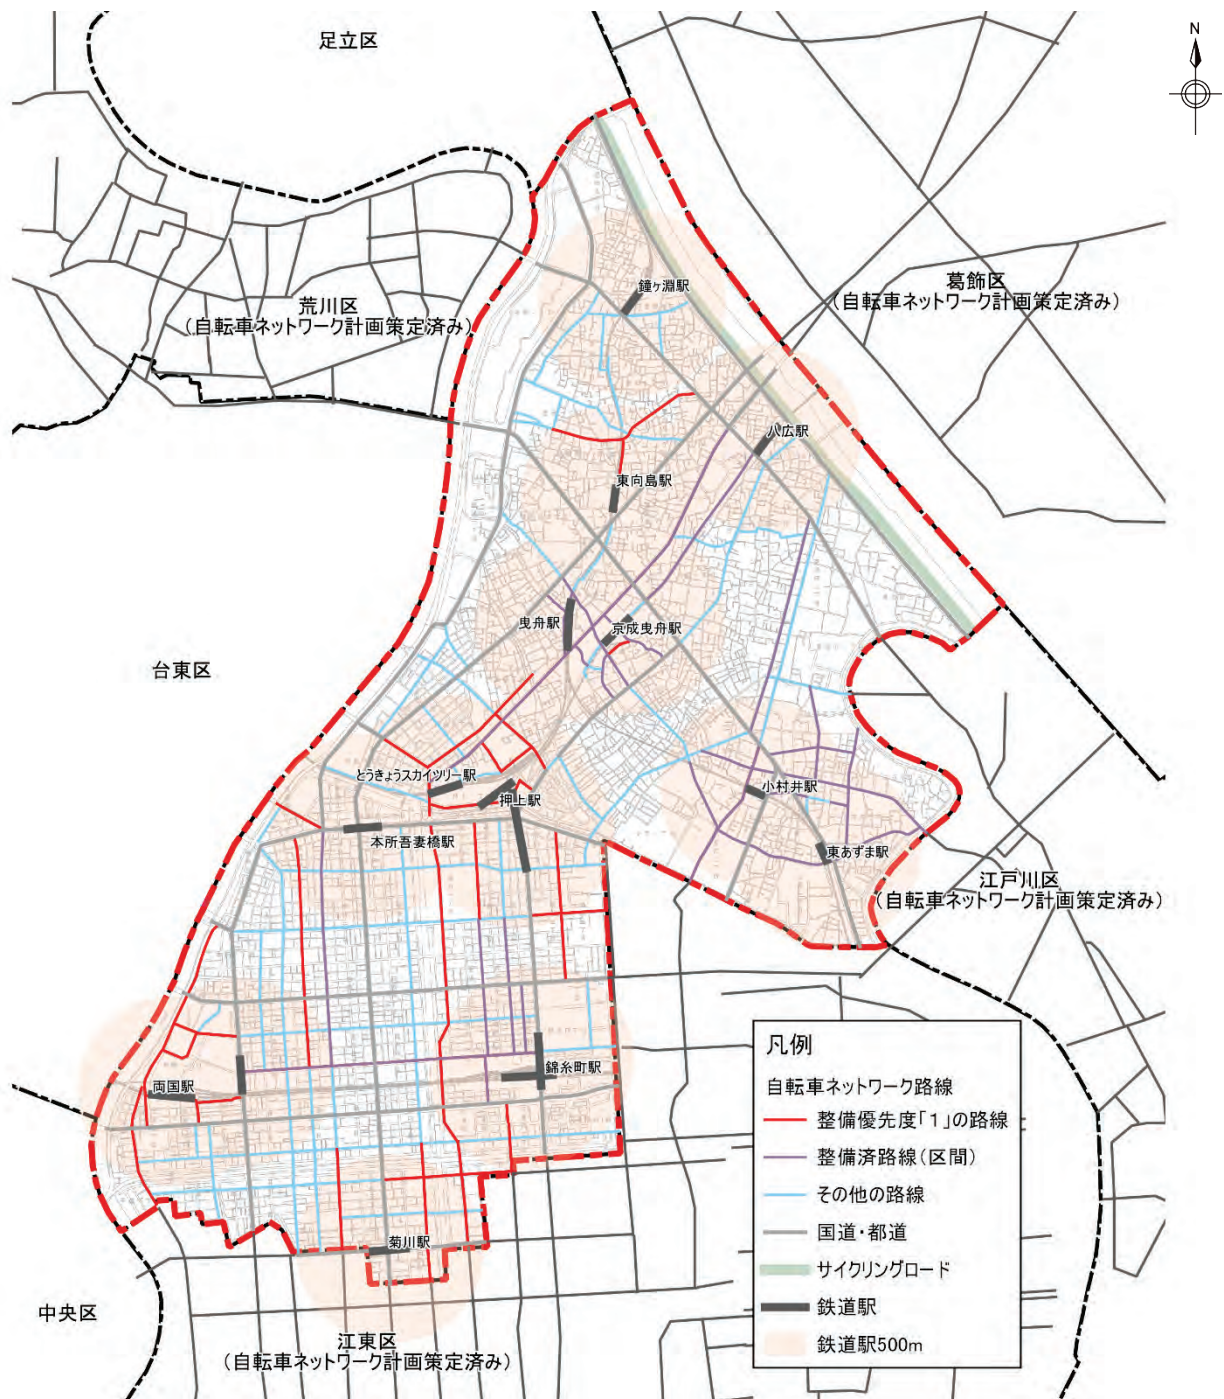 足立区
N
葛飾区
（自転車ネットワーク計画策定済み）
荒川区
（自転車ネットワーク計画策定済み）
鐘ヶ淵駅
八広駅
東向島駅
曳舟駅
京成曳舟駅
台東区
とうきょうスカイツリー駅
押上駅
小村井駅
本所吾妻橋駅
東あずま駅
江戸川区
（自転車ネットワーク計画策定済み）
両国駅
錦糸町駅
菊川駅
中央区
江東区
（自転車ネットワーク計画策定済み）
凡例
自転車ネットワーク路線
整備優先度「１」の路線
整備済路線（区間）
その他の路線
国道・都道
サイクリングロード
鉄道駅
鉄道駅500m